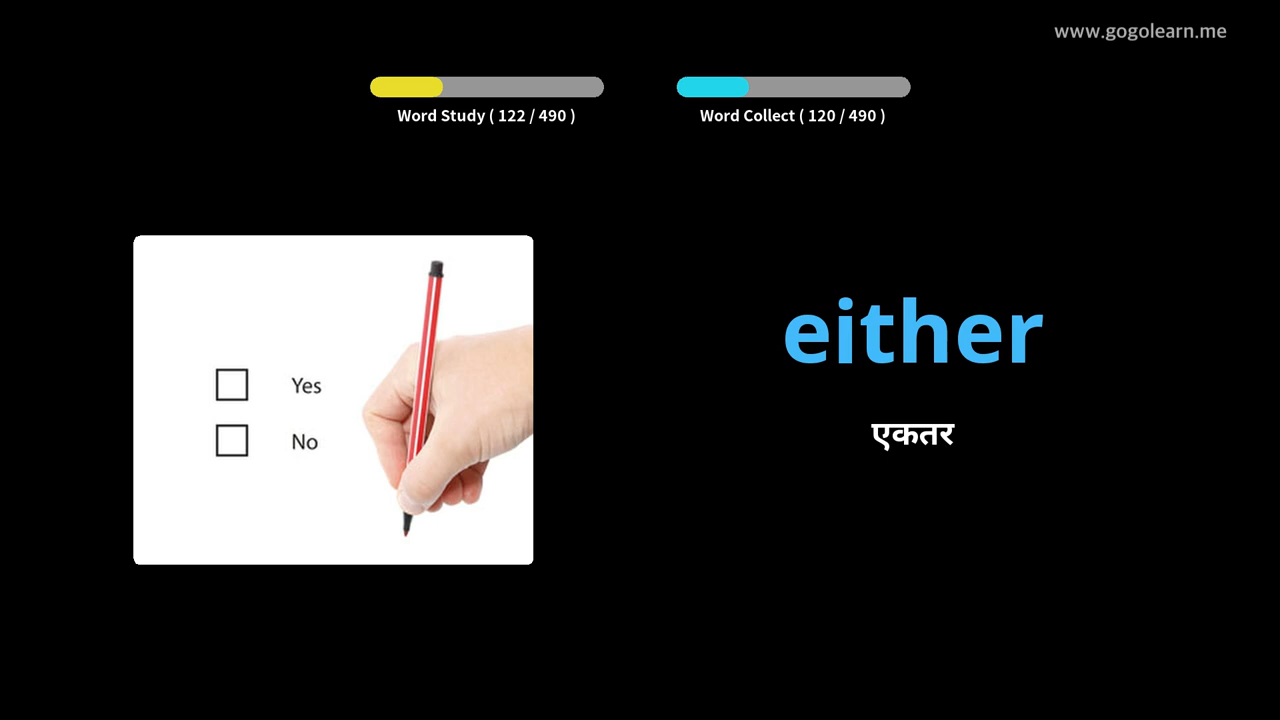 www.gogolearn.me
Word Study ( 122 / 490 )
Word Collect ( 120 / 490 )
Yes
No
either
एकतर